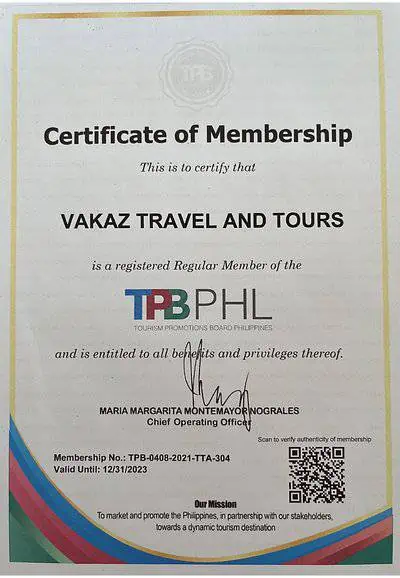 TPB
Certificate of Membership
This is to certify that
VAKAZ TRAVEL AND TOURS
is a registered Regular Member of the
TPBPHL
TOURISM PROMOTIONS BOARD PHILIPPINES
and is entitled to all benefits and privileges thereof.
MARIA MARGARITA MONTEMAYOR NOGRALES
Chief Operating Officer
Scan to verify authenticity of membership
Membership No.: TPB-0408-2021-TTA-304
Valid Until: 12/31/2023
Our Mission
To market and promote the Philippines, in partnership with our stakeholders,
towards a dynamic tourism destination